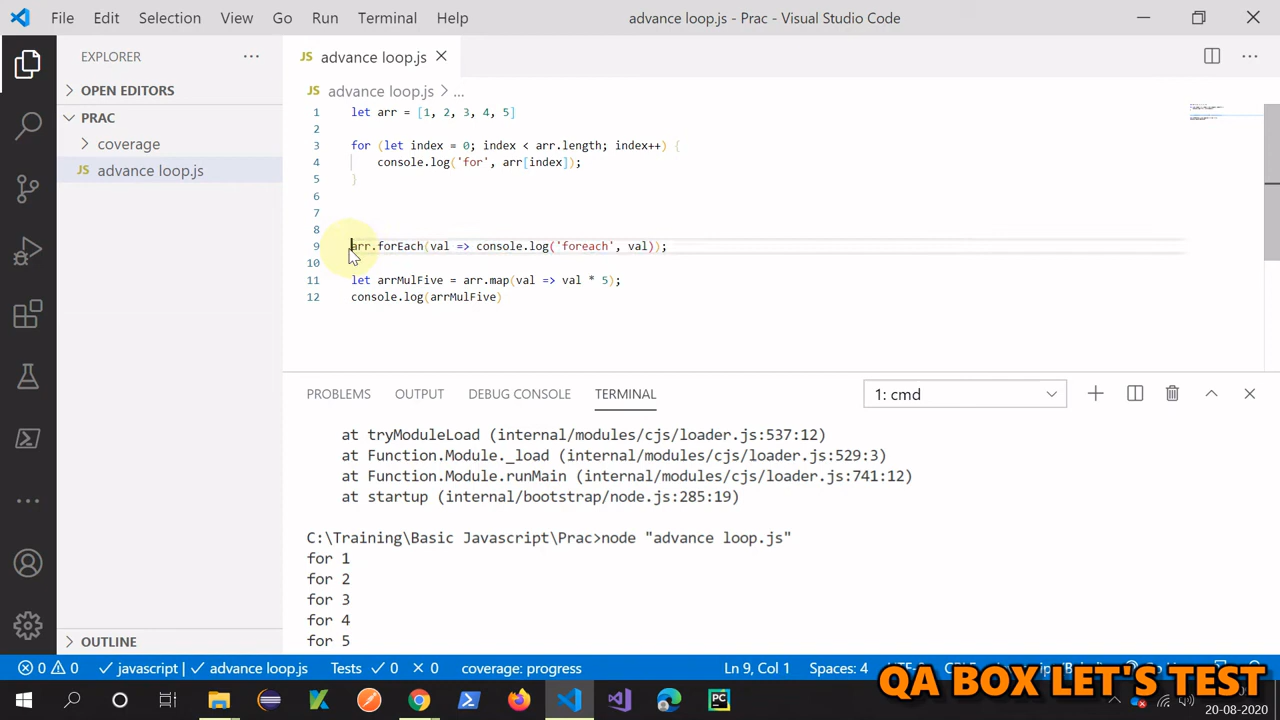 File Edit Selection View Go Run Terminal Help
advance loop.js - Prac - Visual Studio Code
EXPLORER
OPEN EDITORS
PRAC
coverage
JS advance loop.js
OUTLINE
JS advance loop.js
JS advance loop.js > ...
1 let arr = [1, 2, 3, 4, 5]
2
3 for (let index = 0; index < arr.length; index++) {
4 console.log('for', arr[index]);
5 }
6
7
8
9 arr.forEach(val => console.log('foreach', val));
10
11 let arrMulFive = arr.map(val => val * 5);
12 console.log(arrMulFive)
PROBLEMS OUTPUT DEBUG CONSOLE TERMINAL
1: cmd
at tryModuleLoad (internal/modules/cjs/loader.js:537:12)
at Function.Module._load (internal/modules/cjs/loader.js:529:3)
at Function.Module.runMain (internal/modules/cjs/loader.js:741:12)
at startup (internal/bootstrap/node.js:285:19)
C:\Training\Basic Javascript\Prac>node "advance loop.js"
for 1
for 2
for 3
for 4
for 5
0 0 javascript | advance loop.js Tests 0 0 coverage: progress Ln 9, Col 1 Spaces: 4
QA BOX LET'S TEST
PC
20-08-2020